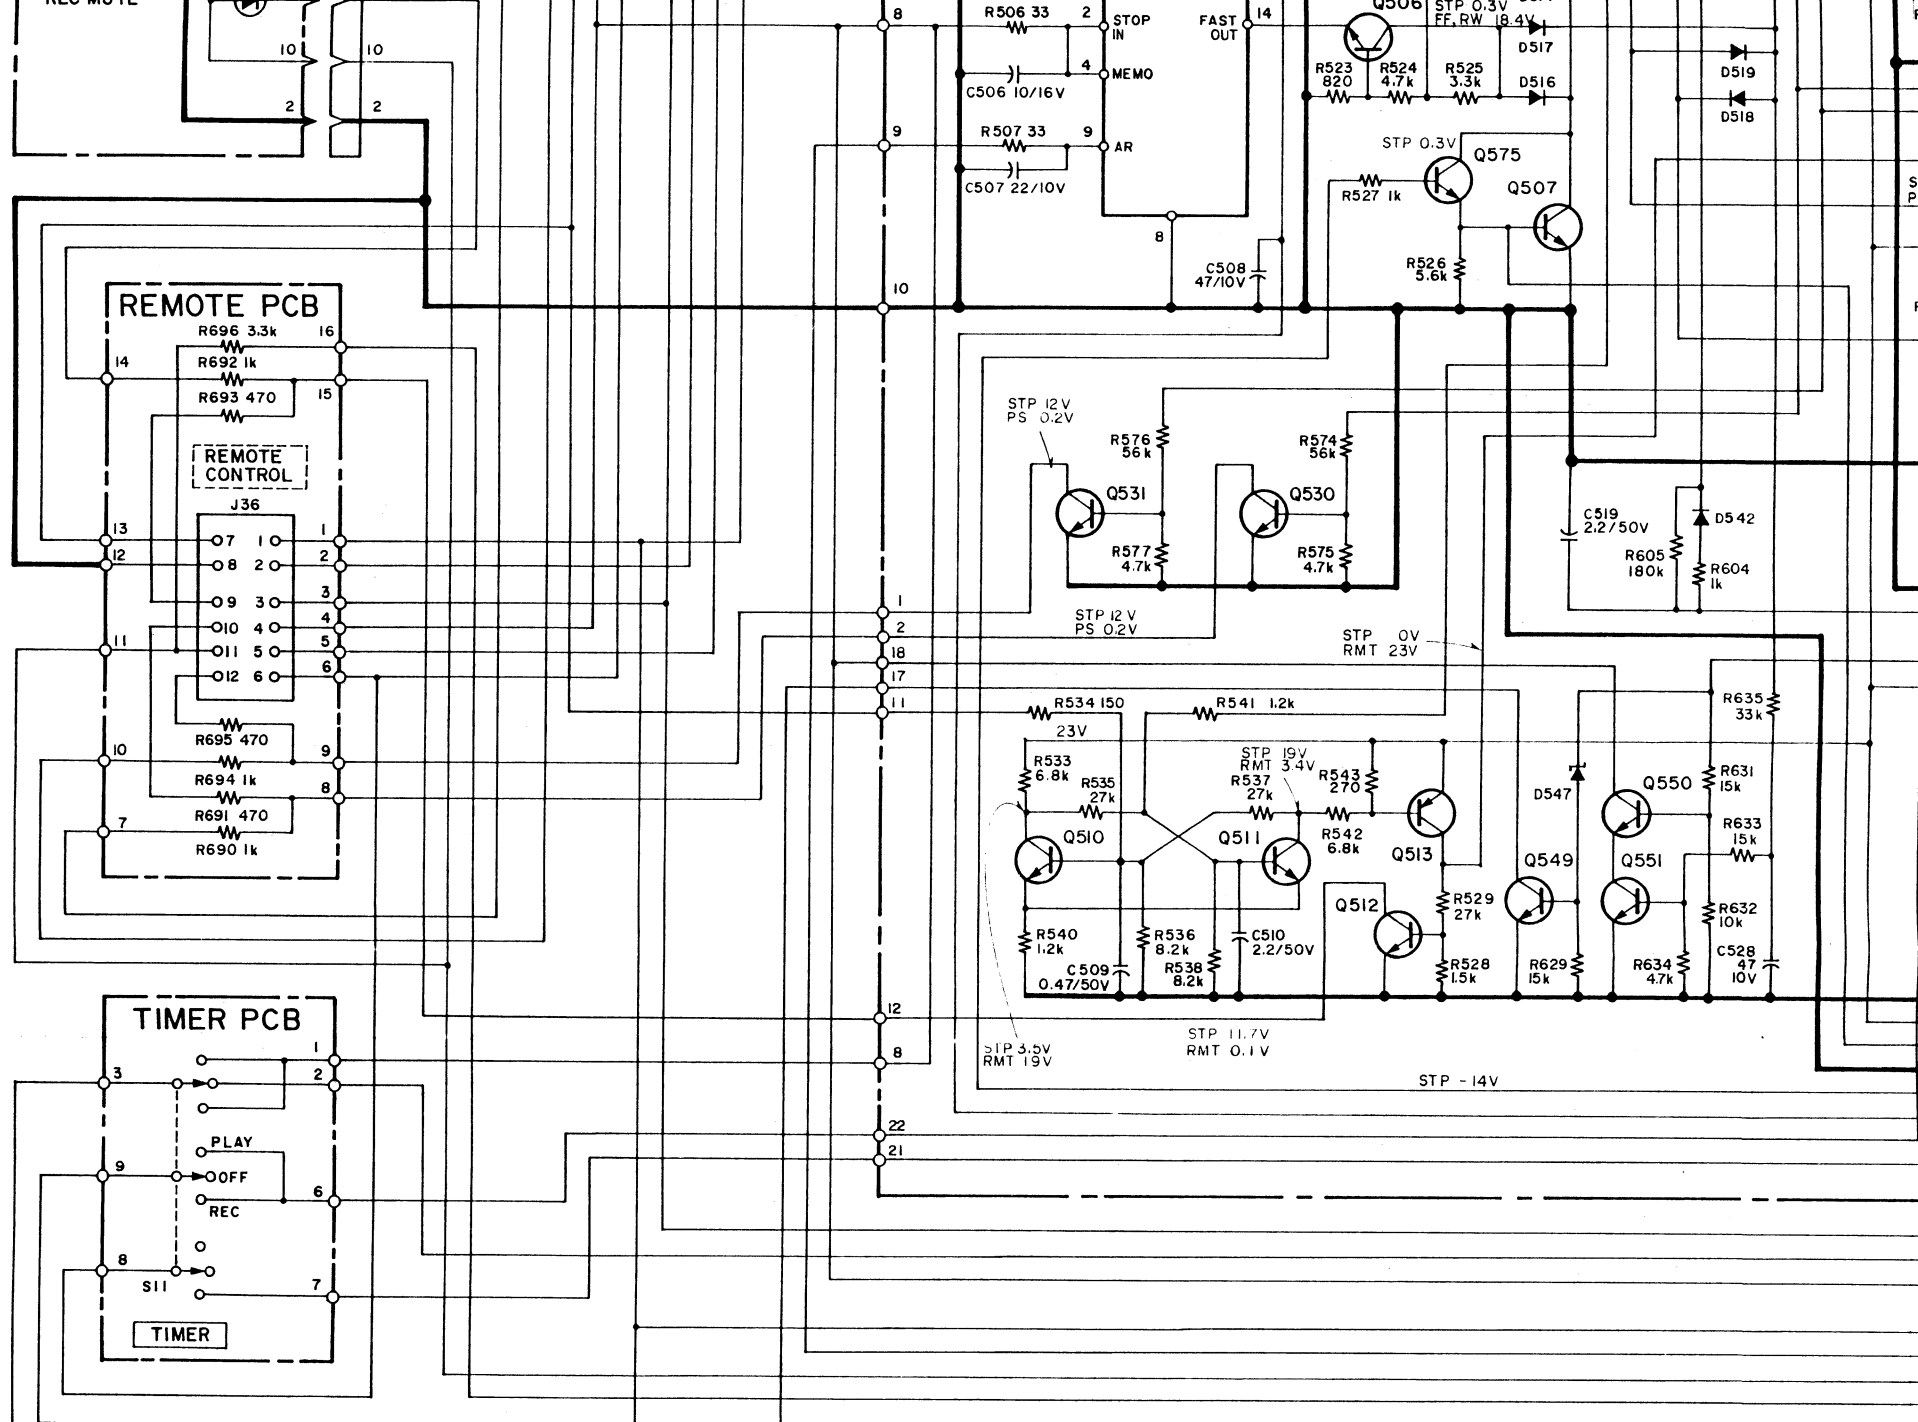 REC MUTE
10
10
2
2
8
R506 33
2
STOP
IN
FAST
OUT
14
4
MEMO
C506 10/16V
9
R507 33
9
AR
C507 22/10V
8
C508
47/10V
10
Q506
STP 0.3V
FF, RW 18.4V
D517
R523
820
R524
4.7k
R525
3.3k
D516
D519
D518
STP 0.3V
Q575
R527 1k
Q507
R526
5.6k
REMOTE PCB
R696 3.3k
16
14
R692 1k
15
R693 470
REMOTE
CONTROL
J36
13
7
1
1
12
8
2
2
9
3
3
10
4
4
11
11
5
5
12
6
6
R695 470
10
9
R694 1k
8
R691 470
7
R690 1k
STP 12V
PS 0.2V
R576
56k
R574
56k
Q531
Q530
R577
4.7k
R575
4.7k
C519
2.2/50V
D542
R605
180k
R604
1k
1
STP 12V
PS 0.2V
2
18
17
11
STP 0V
RMT 23V
R534 150
R541 1.2k
23V
R635
33k
R533
6.8k
R535
27k
STP 19V
RMT 3.4V
R537
27k
R543
270
D547
Q550
R631
15k
Q510
Q511
R542
6.8k
Q513
R633
15k
Q549
Q551
Q512
R529
27k
R632
10k
R540
1.2k
R536
8.2k
C510
2.2/50V
R538
8.2k
C509
0.47/50V
R528
1.5k
R629
15k
R634
4.7k
C528
47
10V
12
STP 11.7V
RMT 0.1V
8
STP 3.5V
RMT 19V
STP -14V
22
21
TIMER PCB
1
3
2
PLAY
9
OFF
6
REC
8
S11
7
TIMER